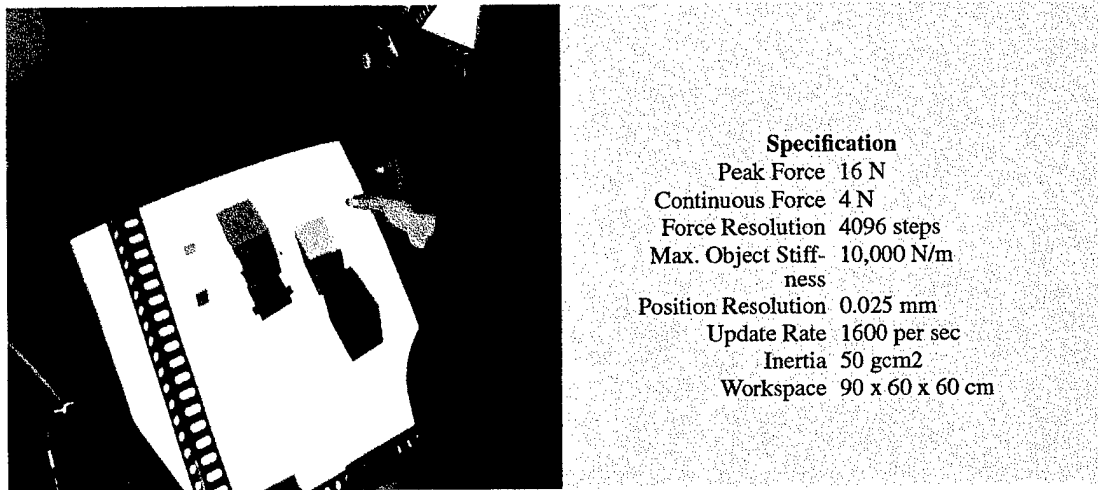 Specification
Peak Force 16 N
Continuous Force 4 N
Force Resolution 4096 steps
Max. Object Stiff- 10,000 N/m
ness
Position Resolution 0.025 mm
Update Rate 1600 per sec
Inertia 50 gcm2
Workspace 90 x 60 x 60 cm